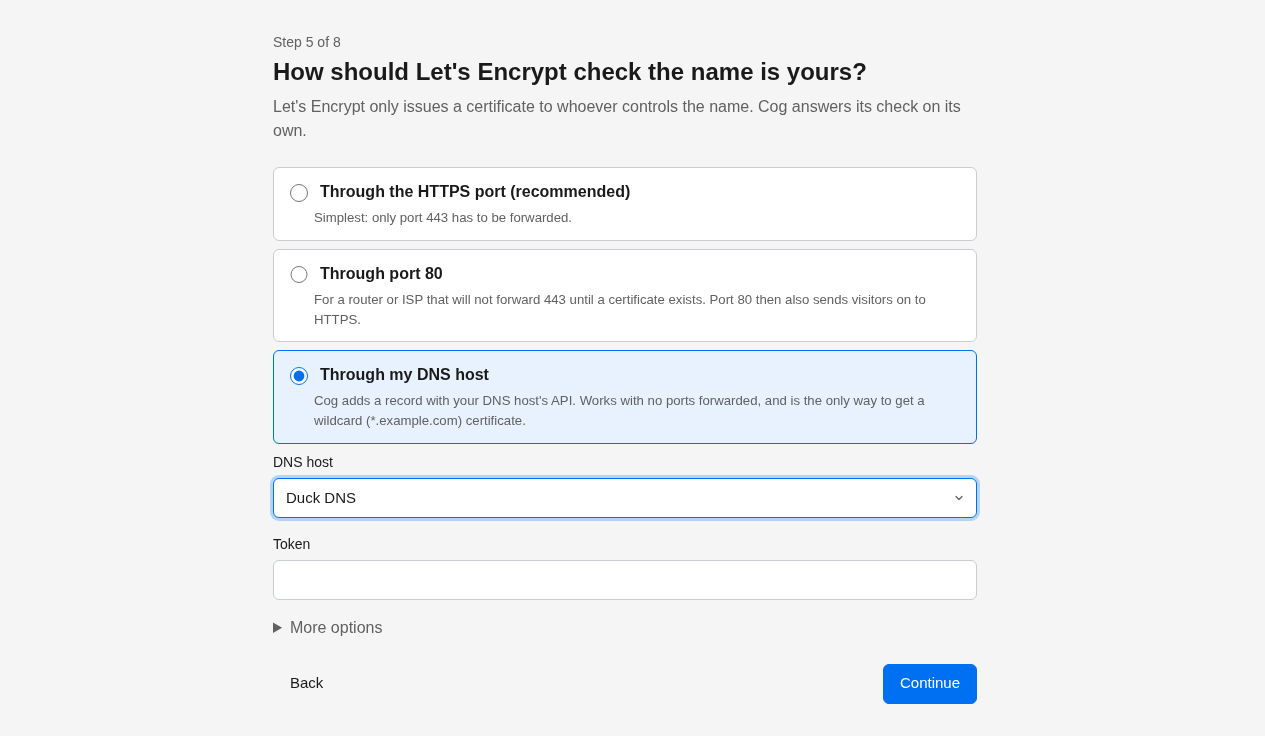 Step 5 of 8
How should Let's Encrypt check the name is yours?
Let's Encrypt only issues a certificate to whoever controls the name. Cog answers its check on its
own.
Through the HTTPS port (recommended)
Simplest: only port 443 has to be forwarded.
Through port 80
For a router or ISP that will not forward 443 until a certificate exists. Port 80 then also sends visitors on to
HTTPS.
Through my DNS host
Cog adds a record with your DNS host's API. Works with no ports forwarded, and is the only way to get a
wildcard (*.example.com) certificate.
DNS host
Duck DNS
Token
More options
Back
Continue